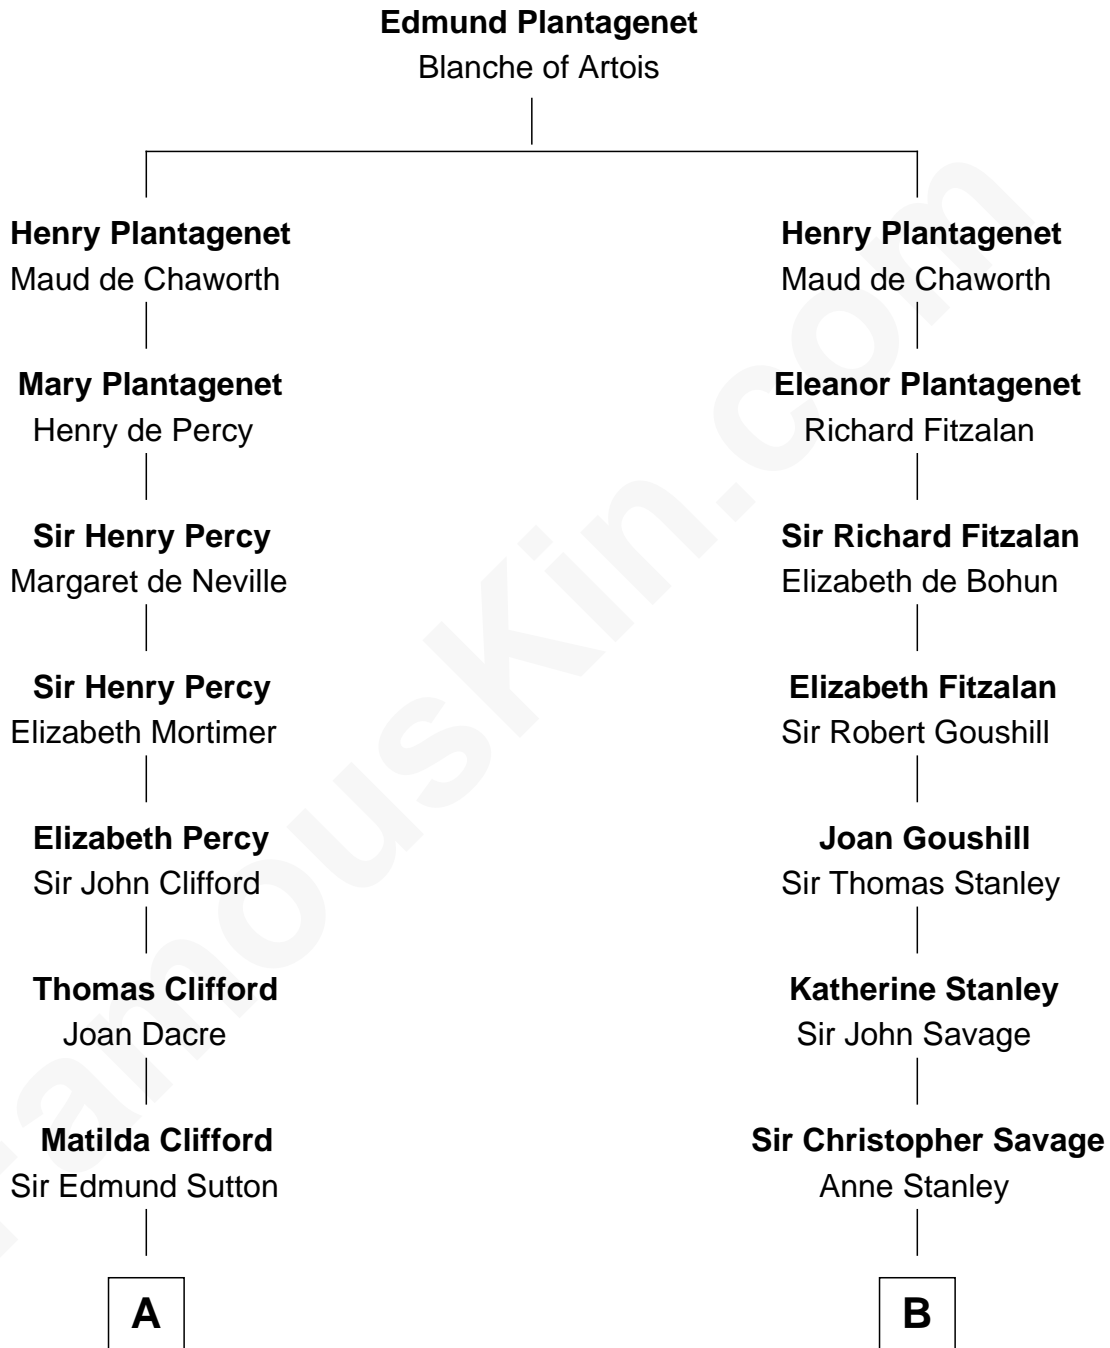 Edmund Plantagenet
Blanche of Artois
Henry Plantagenet
Maud de Chaworth
Henry Plantagenet
Maud de Chaworth
Mary Plantagenet
Henry de Percy
Eleanor Plantagenet
Richard Fitzalan
Sir Henry Percy
Margaret de Neville
Sir Richard Fitzalan
Elizabeth de Bohun
Sir Henry Percy
Elizabeth Mortimer
Elizabeth Fitzalan
Sir Robert Goushill
Elizabeth Percy
Sir John Clifford
Joan Goushill
Sir Thomas Stanley
Thomas Clifford
Joan Dacre
Katherine Stanley
Sir John Savage
Matilda Clifford
Sir Edmund Sutton
Sir Christopher Savage
Anne Stanley
A
B
FamousKin.com